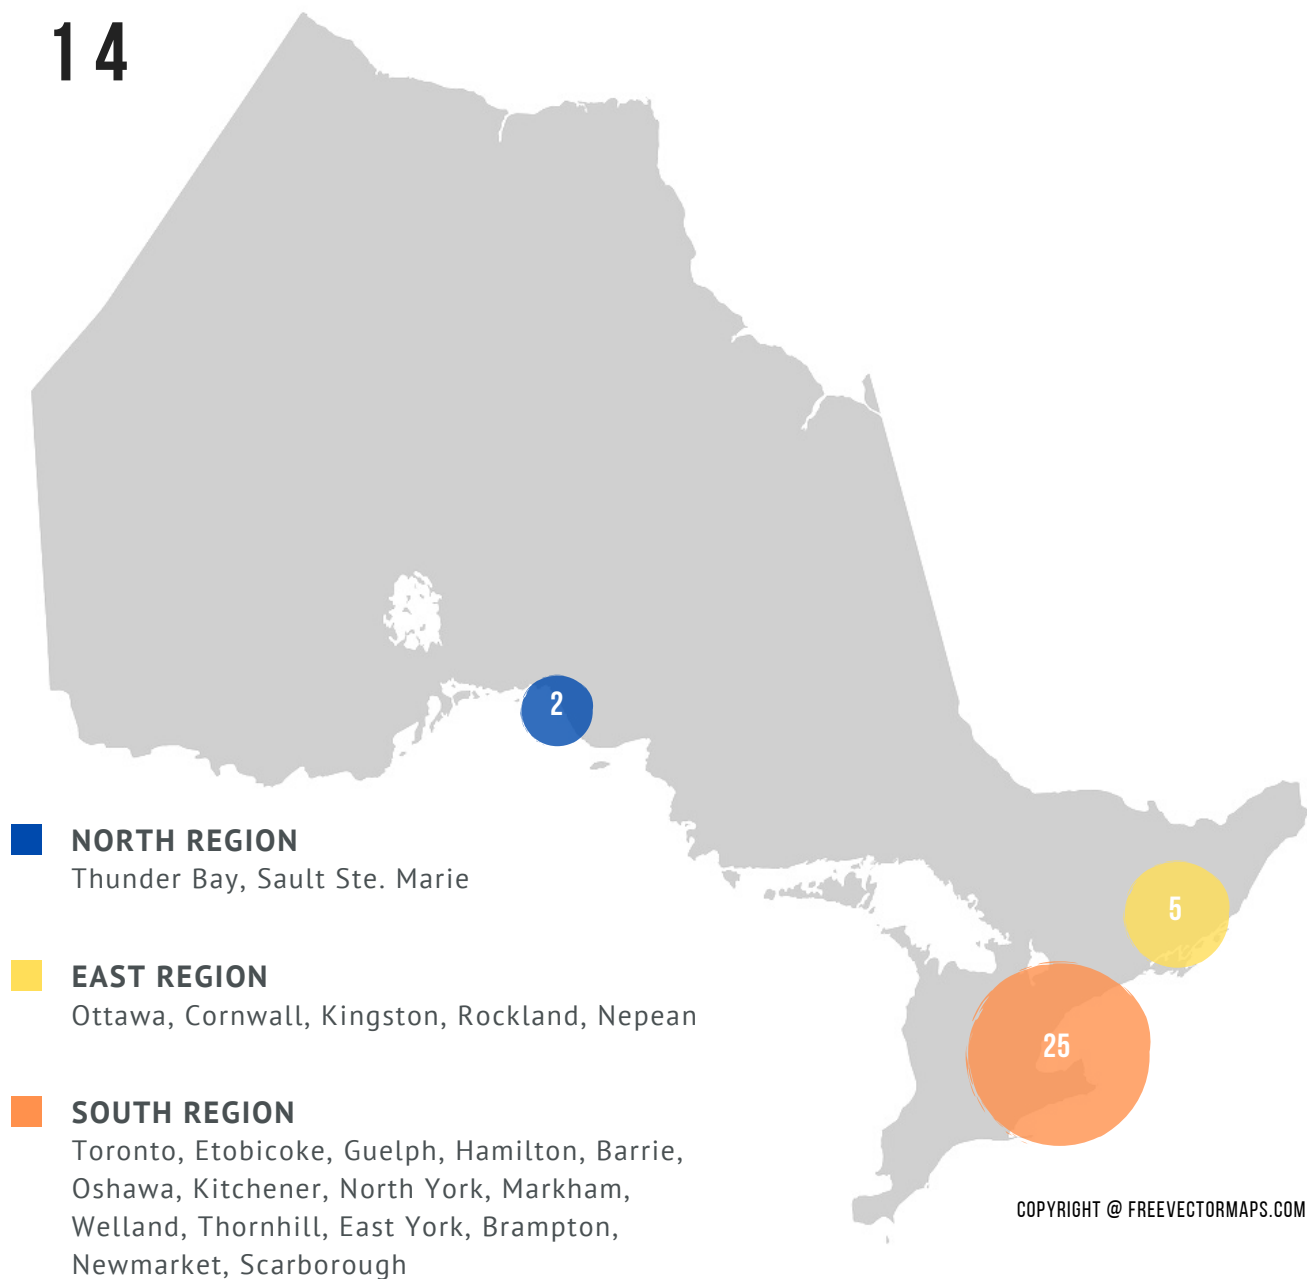 14
2
5
25
NORTH REGION
Thunder Bay, Sault Ste. Marie
EAST REGION
Ottawa, Cornwall, Kingston, Rockland, Nepean
SOUTH REGION
Toronto, Etobicoke, Guelph, Hamilton, Barrie,
Oshawa, Kitchener, North York, Markham,
Welland, Thornhill, East York, Brampton,
Newmarket, Scarborough
COPYRIGHT @ FREEVECTORMAPS.COM